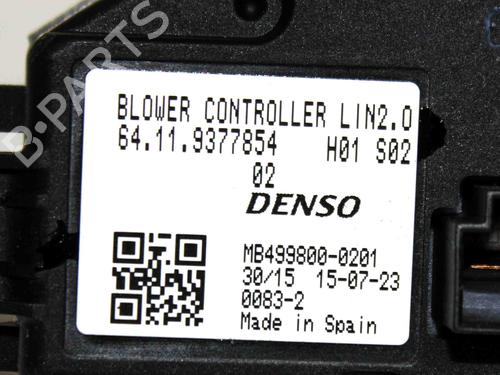 B-PARTS
BLOWER CONTROLLER LIN2.0
64.11.9377854 H01 S02
02
DENSO
MB499800-0201
30/15 15-07-23
0083-2
Made in Spain